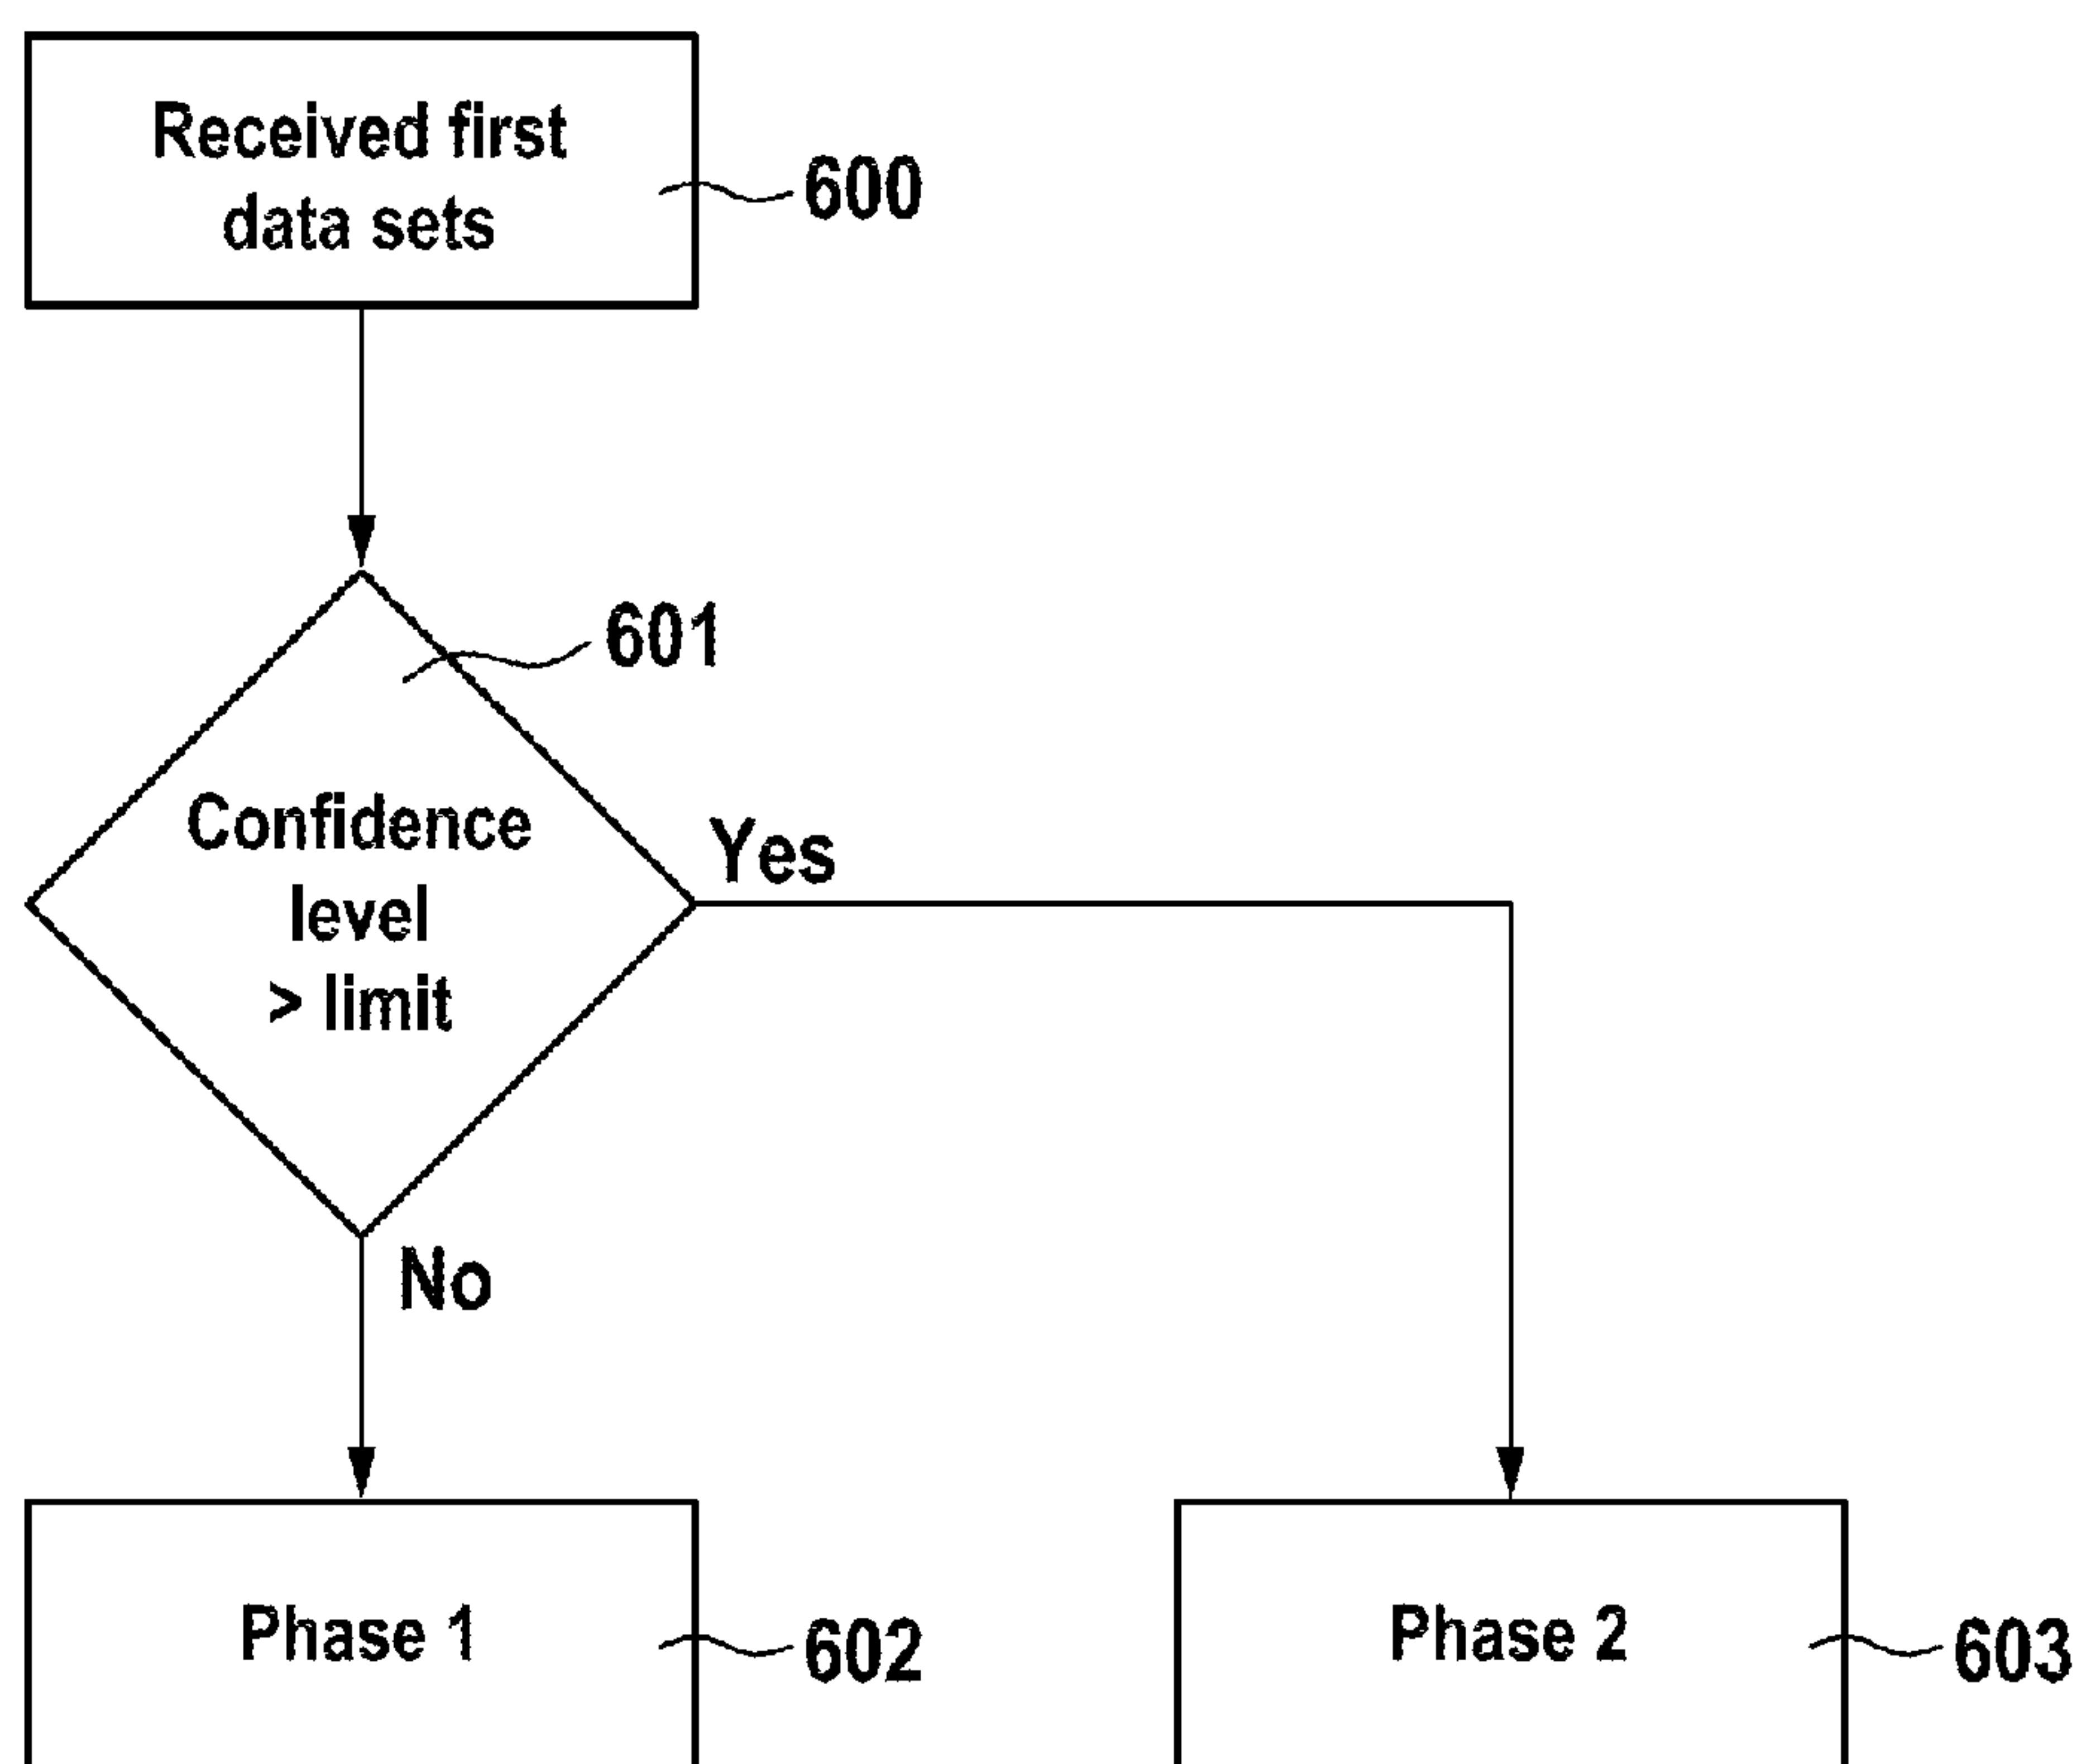 Received first
data sets
600
601
Confidence
level
> limit
Yes
No
Phase 1
602
Phase 2
603